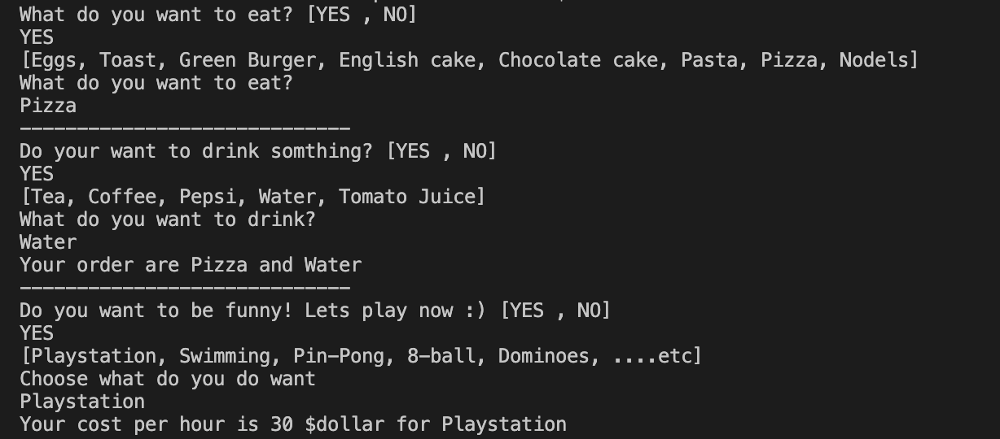 What do you want to eat? [YES , NO]
YES
[Eggs, Toast, Green Burger, English cake, Chocolate cake, Pasta, Pizza, Nodels]
What do you want to eat?
Pizza
-----------------------------
Do your want to drink somthing? [YES , NO]
YES
[Tea, Coffee, Pepsi, Water, Tomato Juice]
What do you want to drink?
Water
Your order are Pizza and Water
-----------------------------
Do you want to be funny! Lets play now :) [YES , NO]
YES
[Playstation, Swimming, Pin-Pong, 8-ball, Dominoes, ....etc]
Choose what do you do want
Playstation
Your cost per hour is 30 $dollar for Playstation